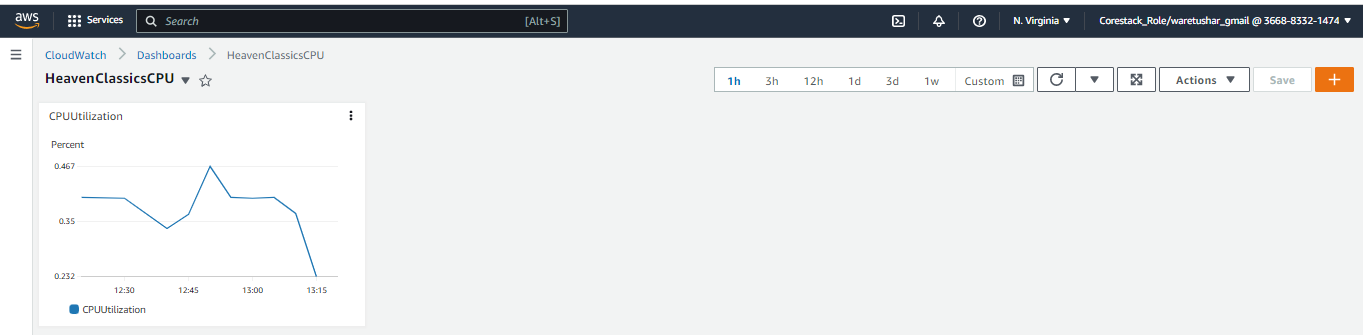 aws Services Search [Alt+S] N. Virginia Corestack_Role/waretushar_gmail @ 3668-8332-1474
CloudWatch Dashboards HeavenClassicsCPU
HeavenClassicsCPU 1h 3h 12h 1d 3d 1w Custom Actions Save
CPUUtilization
Percent
0.467
0.35
0.232
12:30 12:45 13:00 13:15
CPUUtilization